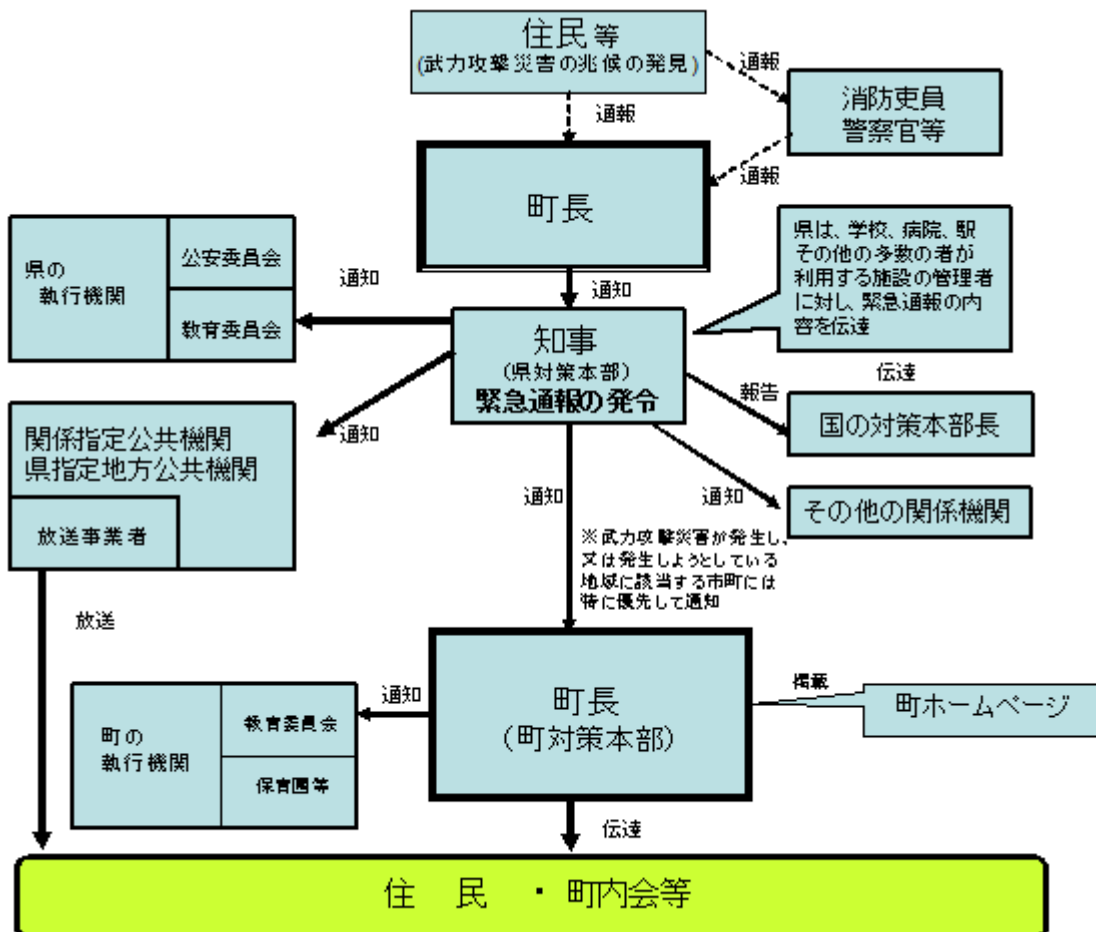 住民等
(武力攻撃災害の兆候の発見)
通報
消防吏員
警察官等
通報
通報
町長
県は、学校、病院、駅
その他の多数の者が
利用する施設の管理者
に対し、緊急通報の内
容を伝達
県の
執行機関
公安委員会
教育委員会
通知
通知
知事
(県対策本部)
緊急通報の発令
伝達
報告
国の対策本部長
関係指定公共機関
県指定地方公共機関
放送事業者
通知
通知
通知
その他の関係機関
※武力攻撃災害が発生し、
又は発生しようとしている
地域に該当する市町には
特に優先して通知
放送
町の
執行機関
教育委員会
保育園等
通知
町長
(町対策本部)
掲載
町ホームページ
伝達
住 民 ・町内会等